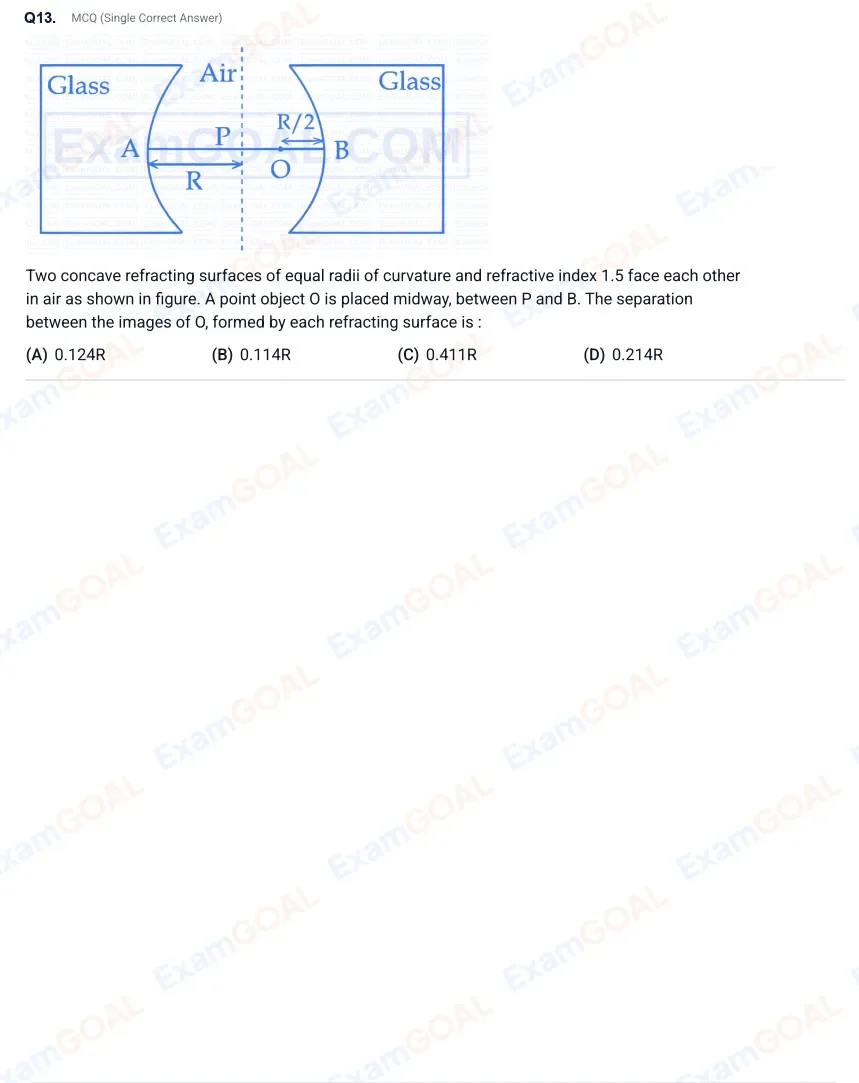 Q13. MCQ (Single Correct Answer)
Glass
Air
Glass
P
R/2
A
B
R
O
ExamGOAL.COM
Two concave refracting surfaces of equal radii of curvature and refractive index 1.5 face each other
in air as shown in figure. A point object O is placed midway, between P and B. The separation
between the images of O, formed by each refracting surface is :
(A) 0.124R (B) 0.114R (C) 0.411R (D) 0.214R
ExamGOAL